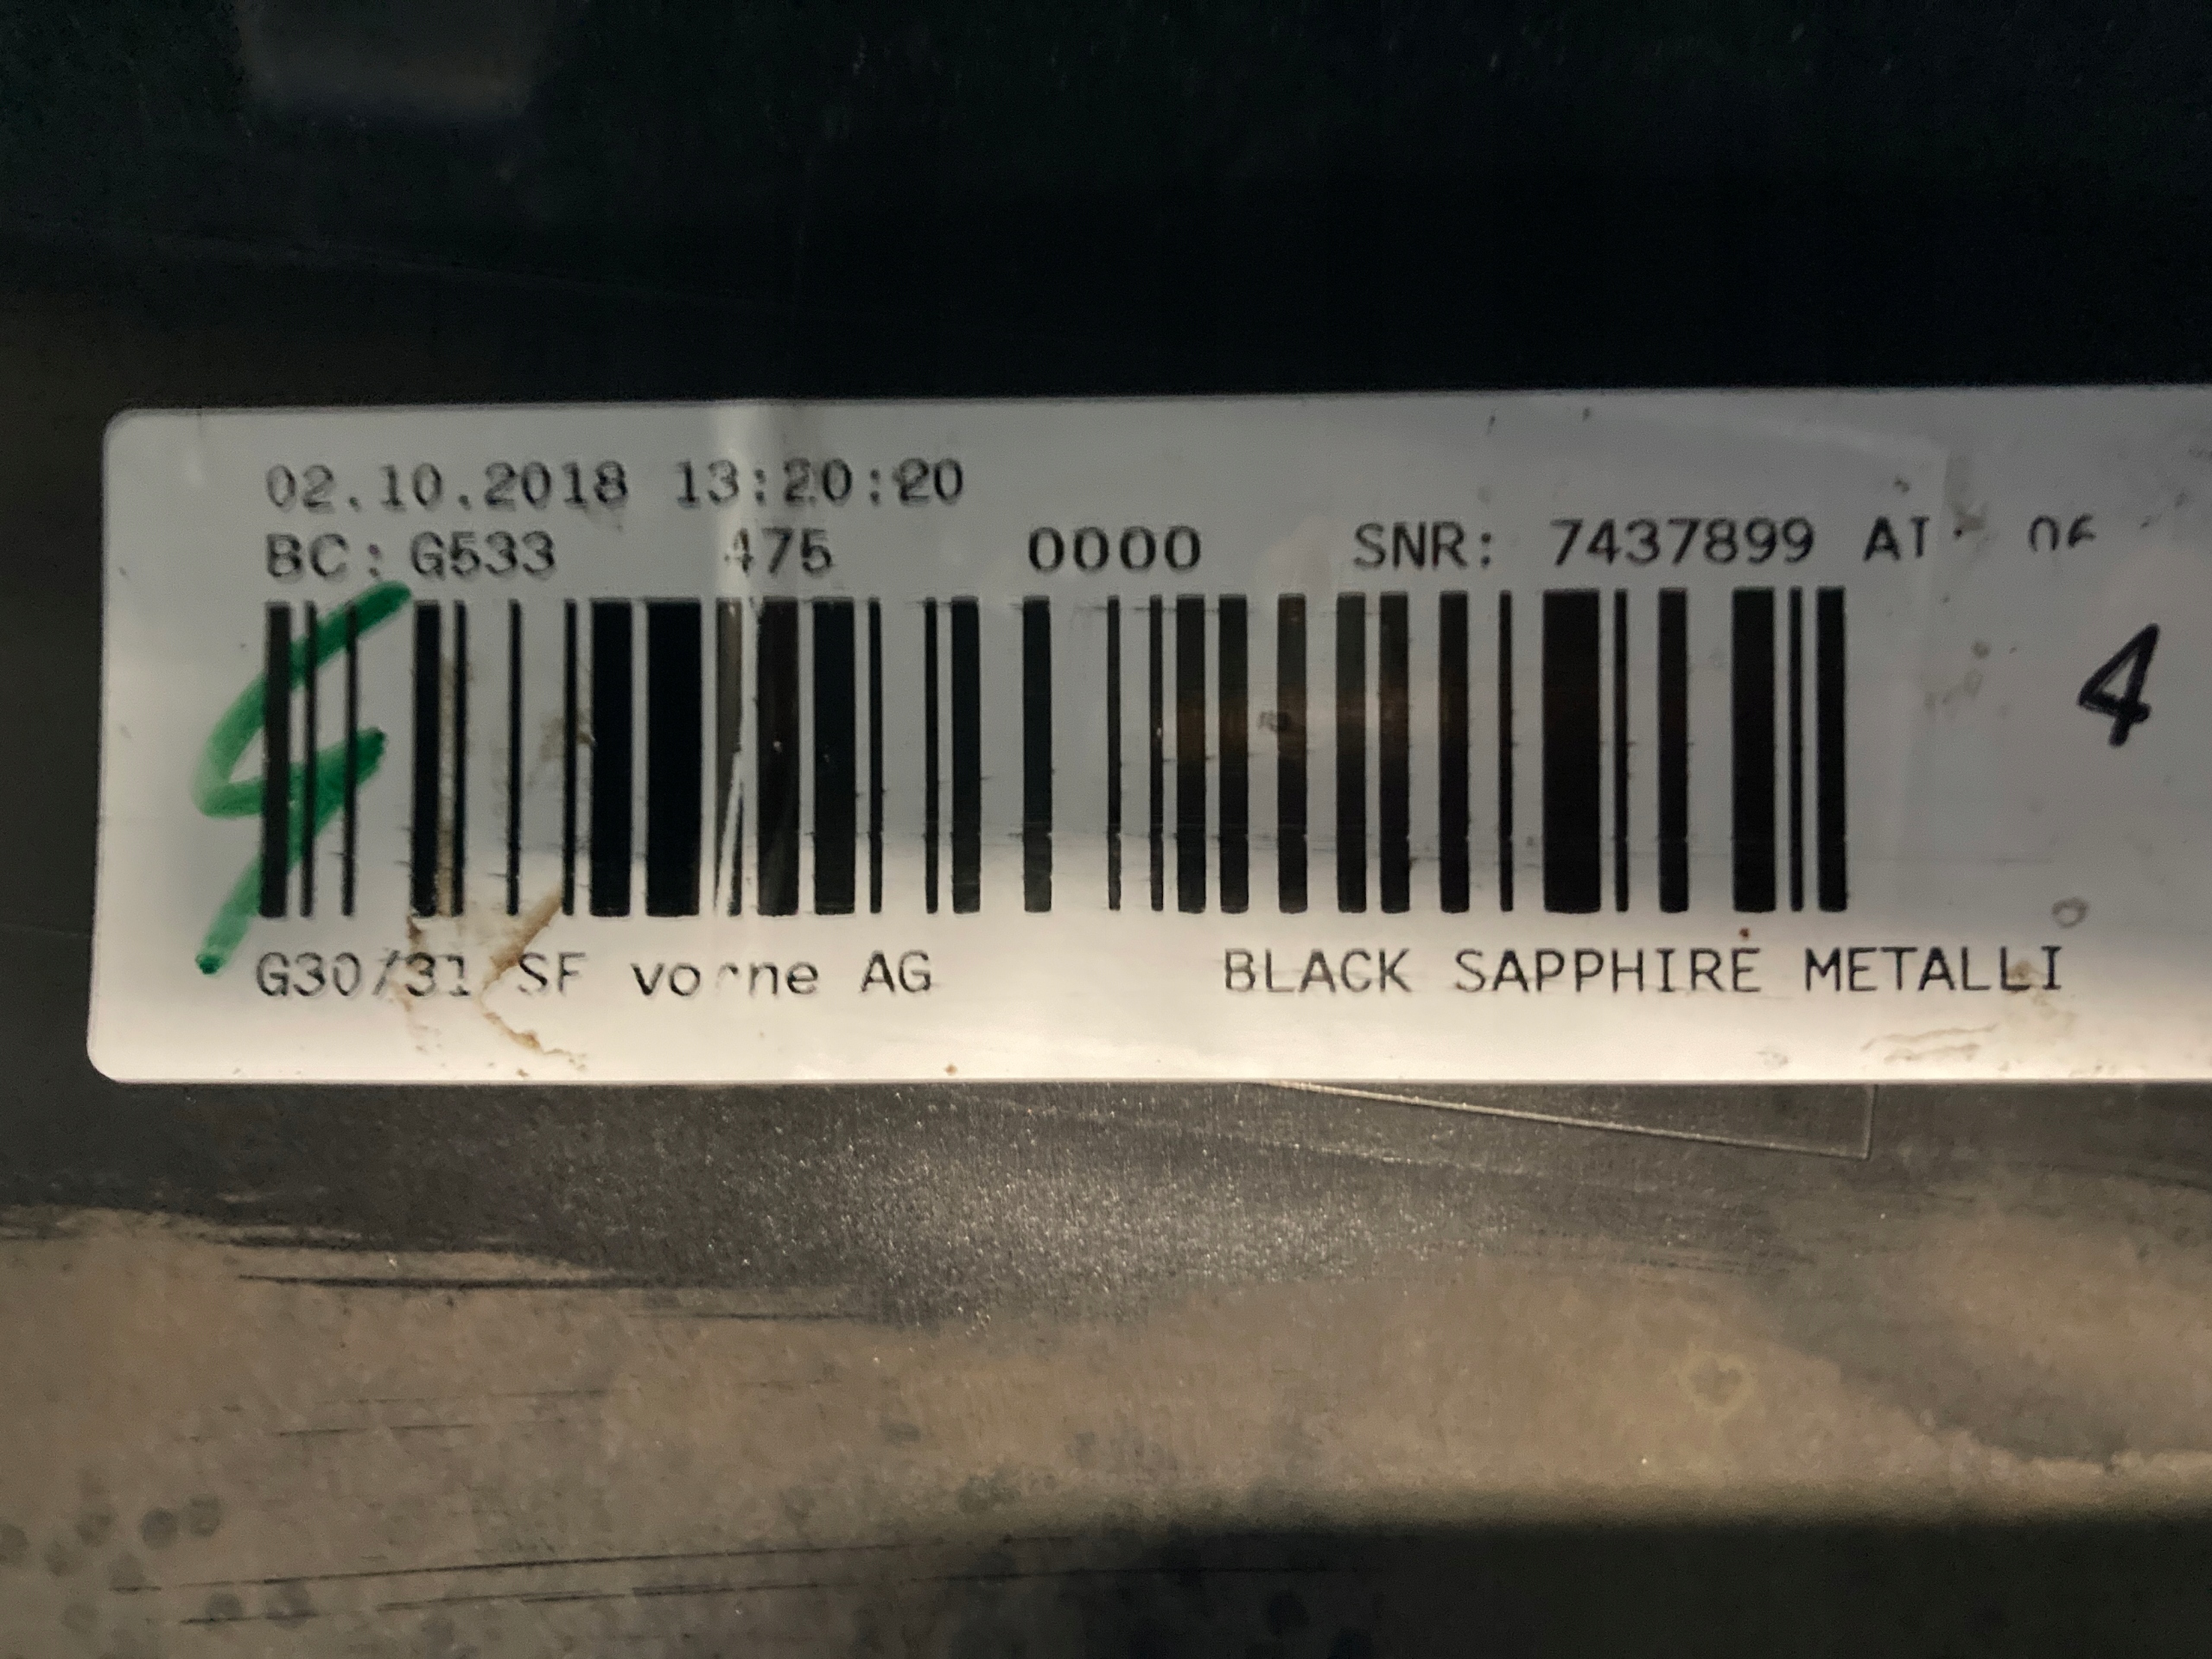 02.10.2018 13:20:20
BC: G533 475 0000 SNR: 7437899
G30/31 SF vorne AG BLACK SAPPHIRE METALLI
4